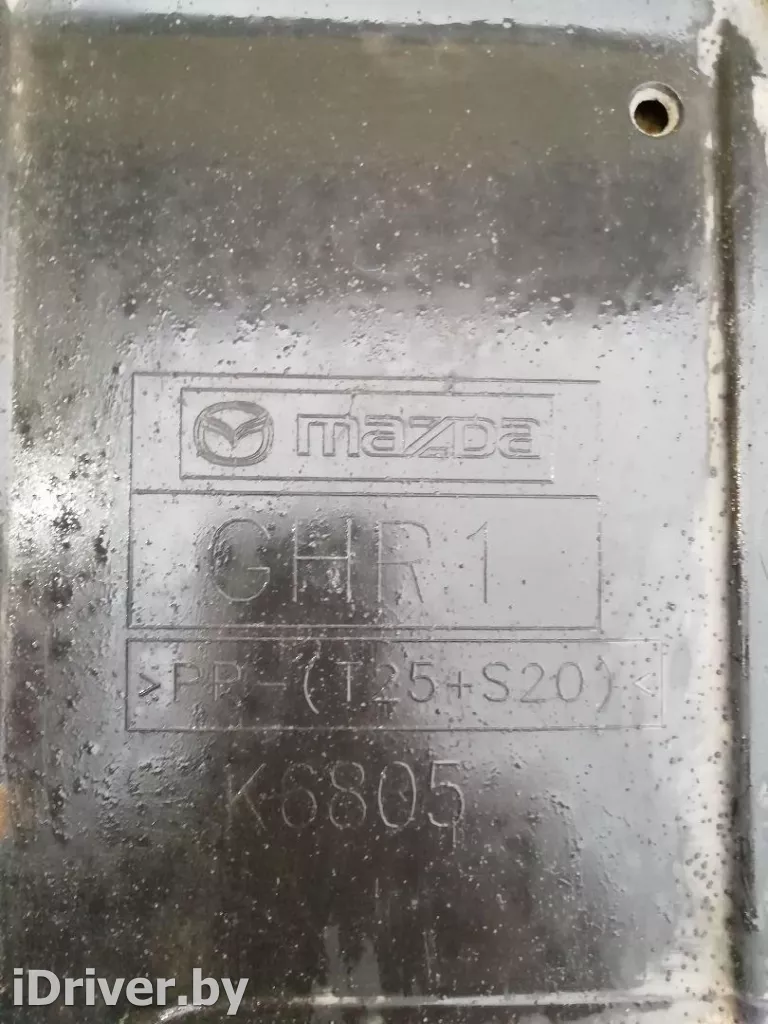 mazda
GHR1
>PP-(T25+S20)<
K6805
iDriver.by